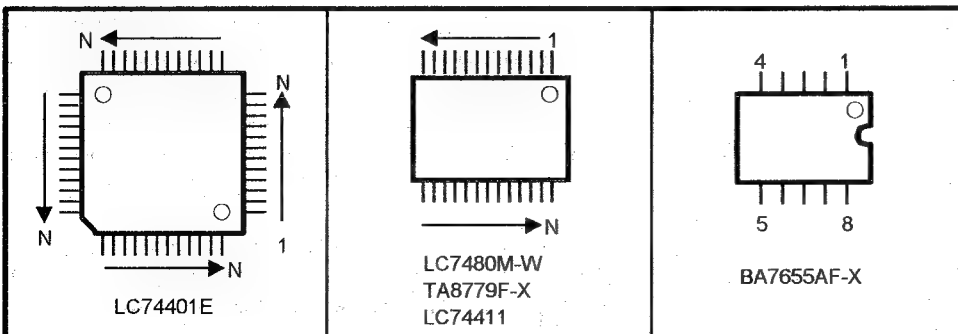 N
N
N
N
1
LC74401E
1
N
LC7480M-W
TA8779F-X
LC74411
4 1
5 8
BA7655AF-X